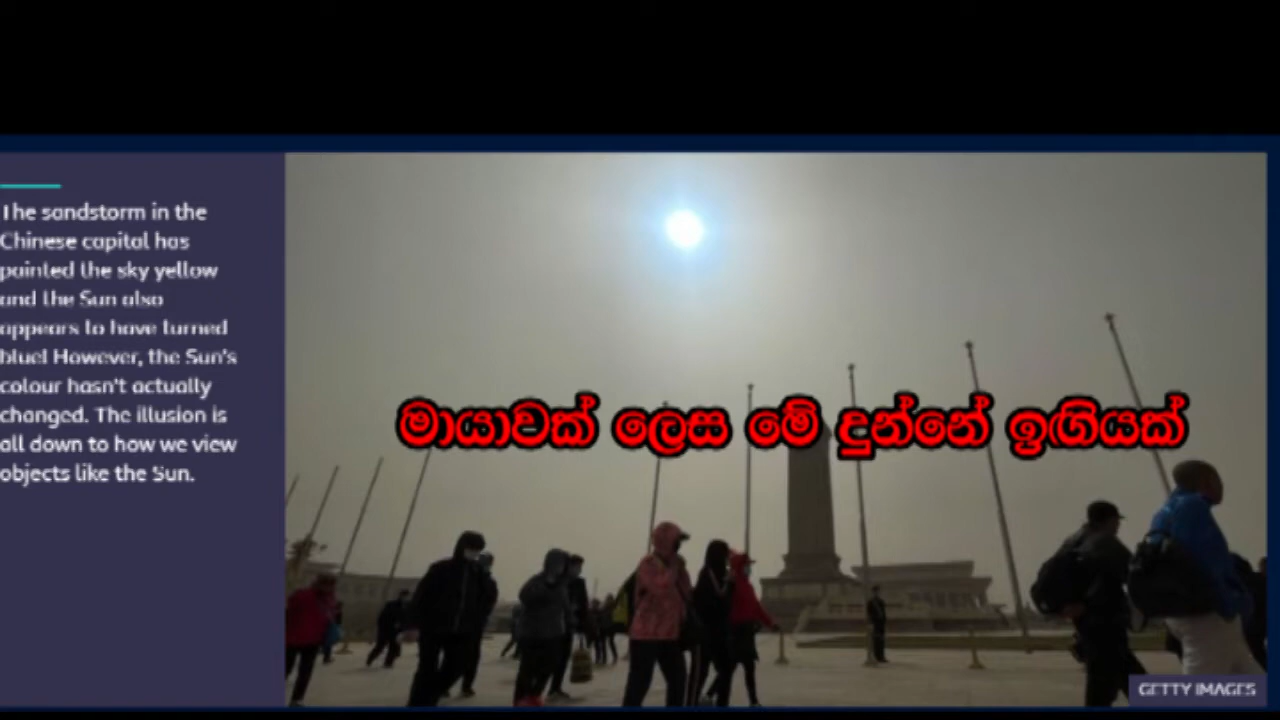 The sandstorm in the
Chinese capital has
painted the sky yellow
and the Sun also
appears to have turned
blue! However, the Sun's
colour hasn't actually
changed. The illusion is
all down to how we view
objects like the Sun.
මායාවක් ලෙස මේ දුන්නේ ඉඟියක්
GETTY IMAGES